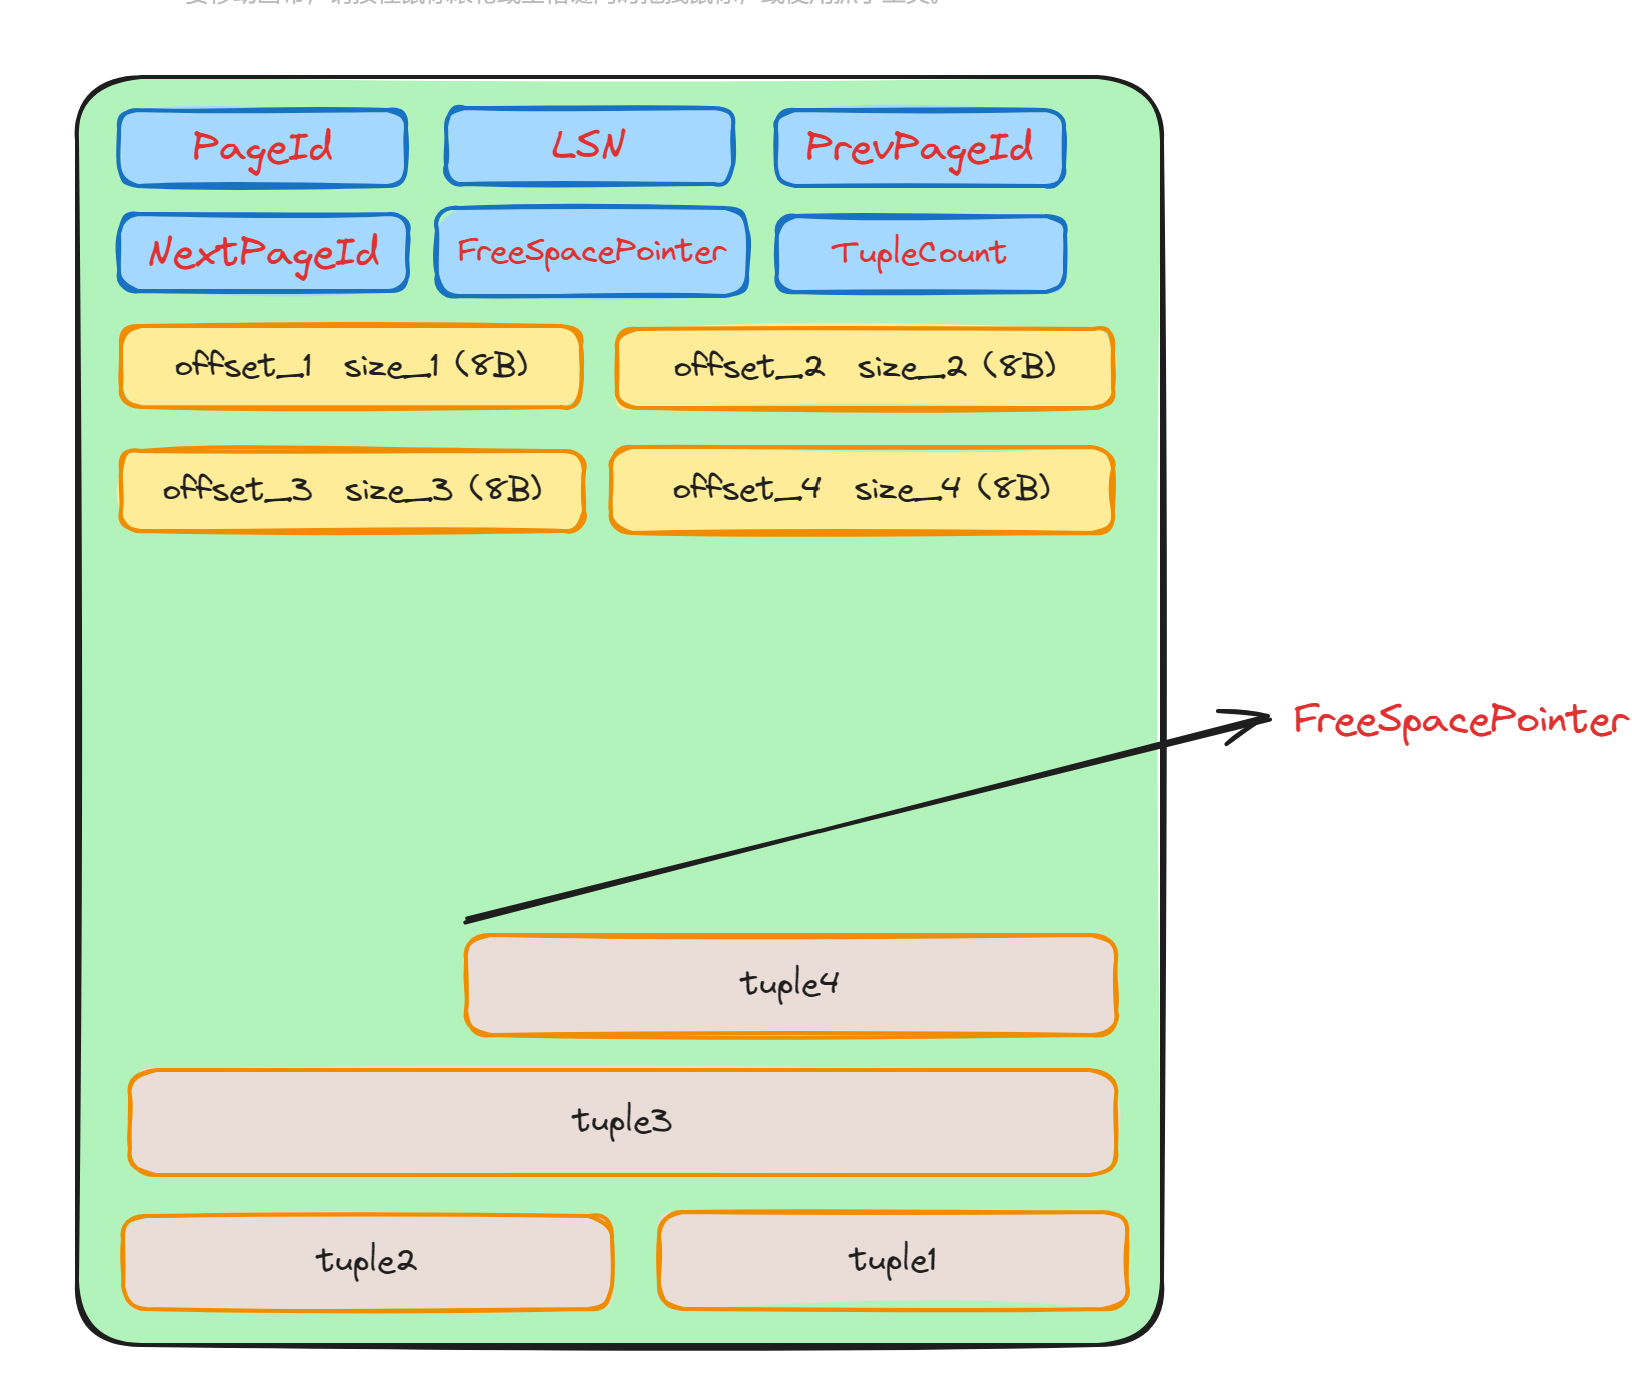 PageId LSN PrevPageId
NextPageId FreeSpacePointer TupleCount
offset_1 size_1 (8B) offset_2 size_2 (8B)
offset_3 size_3 (8B) offset_4 size_4 (8B)
FreeSpacePointer
tuple4
tuple3
tuple2 tuple1